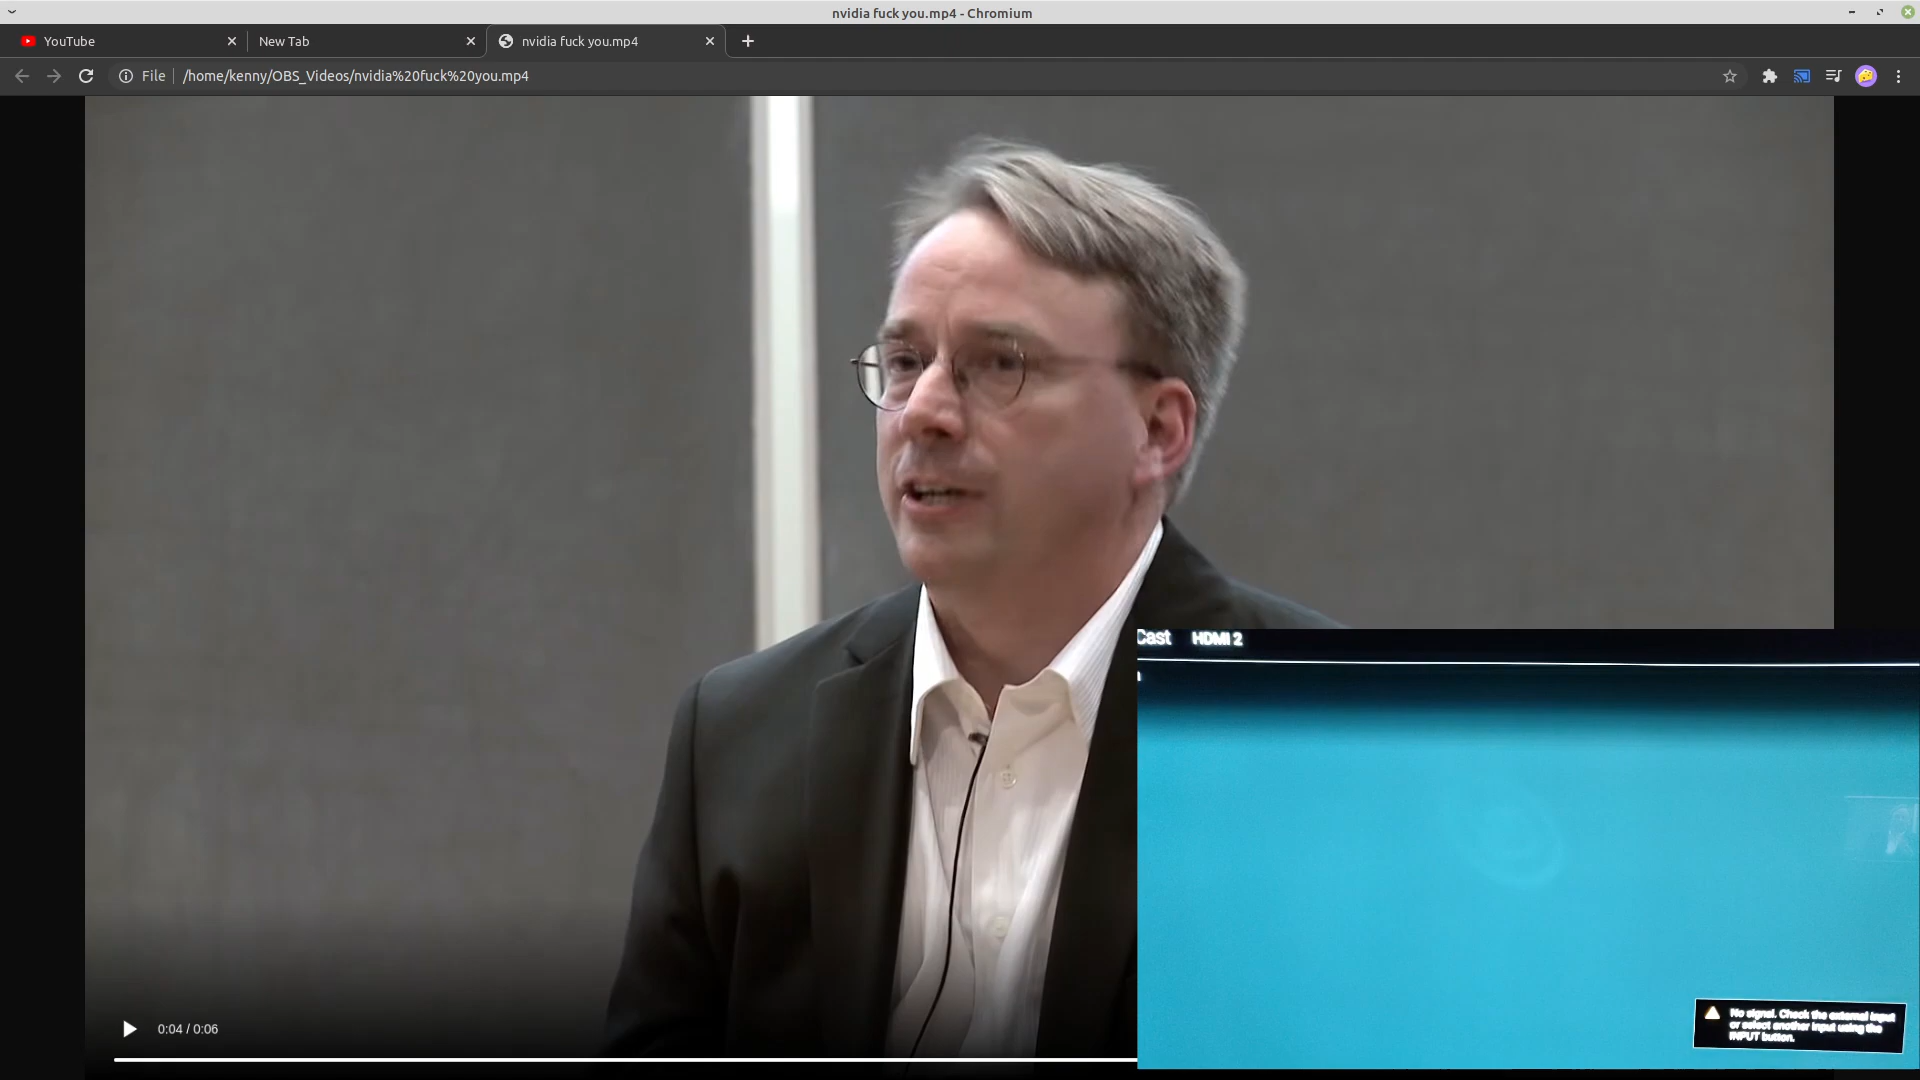 nvidia fuck you.mp4 - Chromium
YouTube
New Tab
nvidia fuck you.mp4
File
/home/kenny/OBS_Videos/nvidia%20fuck%20you.mp4
Cast HDMI 2
0:04 / 0:06
No signal. Check the external input
or select another input using the
INPUT button.